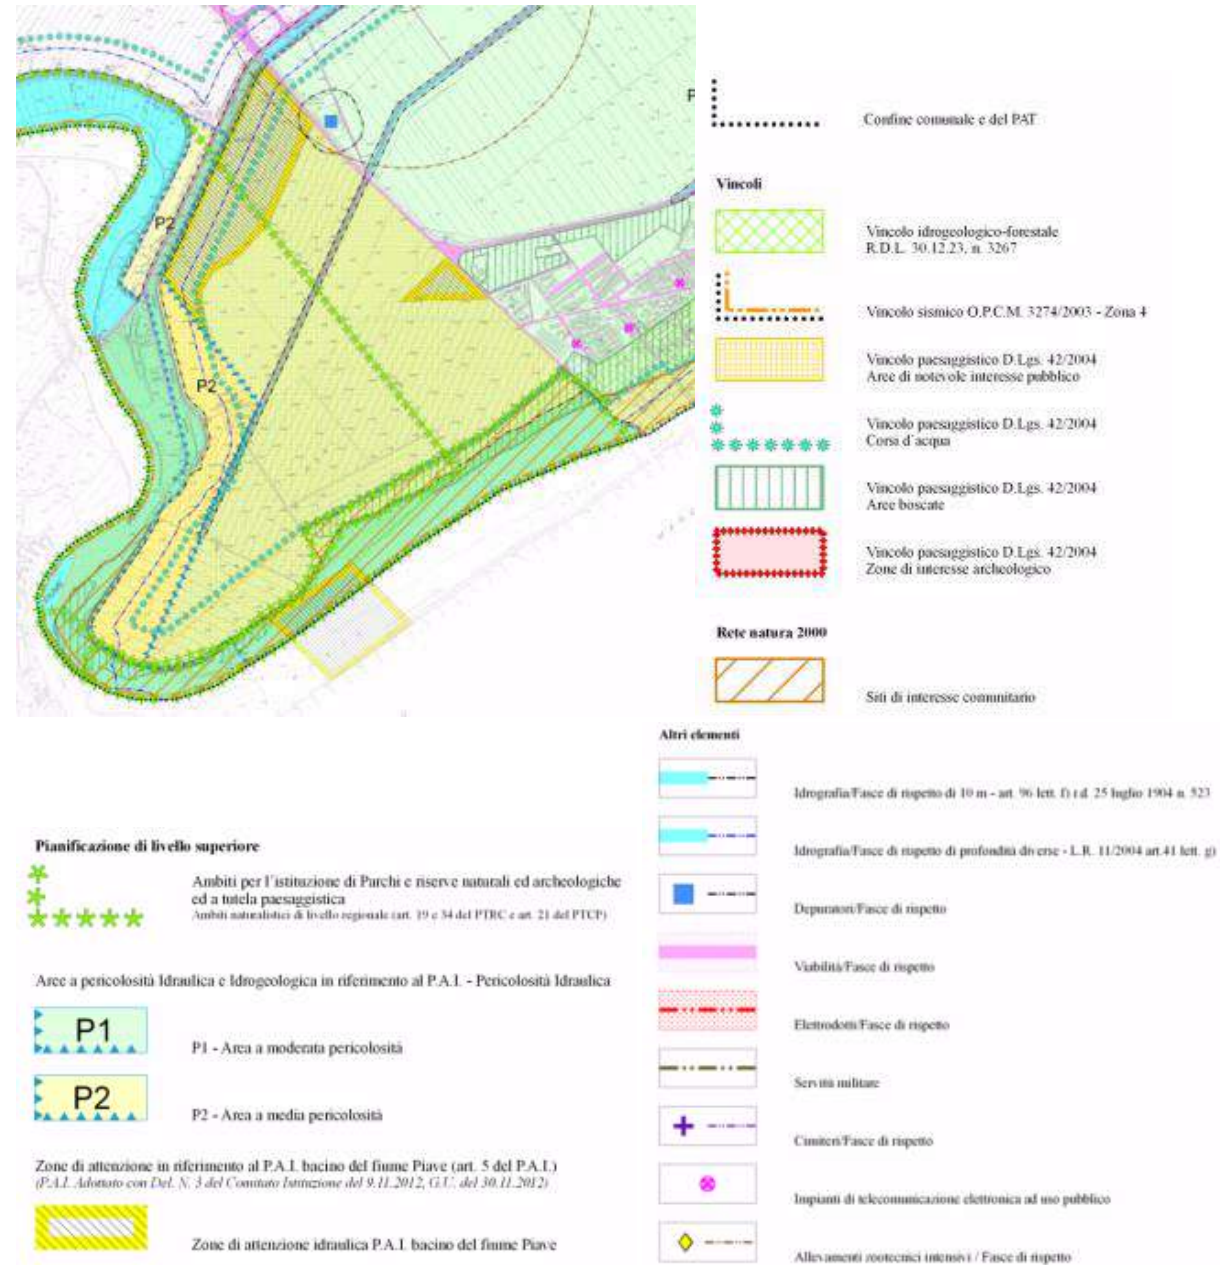 P2
P2
P
Confine comunale e del PAT
Vincoli
Vincolo idrogeologico-forestale
R.D.L. 30.12.23, n. 3267
Vincolo sismico O.P.C.M. 3274/2003 - Zona 4
Vincolo paesaggistico D.Lgs. 42/2004
Aree di notevole interesse pubblico
Vincolo paesaggistico D.Lgs. 42/2004
Corsi d'acqua
Vincolo paesaggistico D.Lgs. 42/2004
Aree boscate
Vincolo paesaggistico D.Lgs. 42/2004
Zone di interesse archeologico
Rete natura 2000
Siti di interesse comunitario
Pianificazione di livello superiore
Ambiti per l'istituzione di Parchi e riserve naturali ed archeologiche
ed a tutela paesaggistica
Ambiti naturalistici di livello regionale (art. 19 e 34 del PTRC e art. 21 del PTCP)
Aree a pericolosità Idraulica e Idrogeologica in riferimento al P.A.I. - Pericolosità Idraulica
P1
P1 - Area a moderata pericolosità
P2
P2 - Area a media pericolosità
Zone di attenzione in riferimento al P.A.I. bacino del fiume Piave (art. 5 del P.A.I.)
(P.A.I. Adottato con Del. N. 3 del Comitato Istituzione del 9.11.2012, G.U. del 30.11.2012)
Zone di attenzione idraulica P.A.I. bacino del fiume Piave
Altri elementi
Idrografia/Fasce di rispetto di 10 m - art. 96 lett. f) r.d. 25 luglio 1904 n. 523
Idrografia/Fasce di rispetto di profondità diverse - L.R. 11/2004 art.41 lett. g)
Depuratori/Fasce di rispetto
Viabilità/Fasce di rispetto
Elettrodotti/Fasce di rispetto
Servitù militare
Cimiteri/Fasce di rispetto
Impianti di telecomunicazione elettronica ad uso pubblico
Allevamenti zootecnici intensivi / Fasce di rispetto